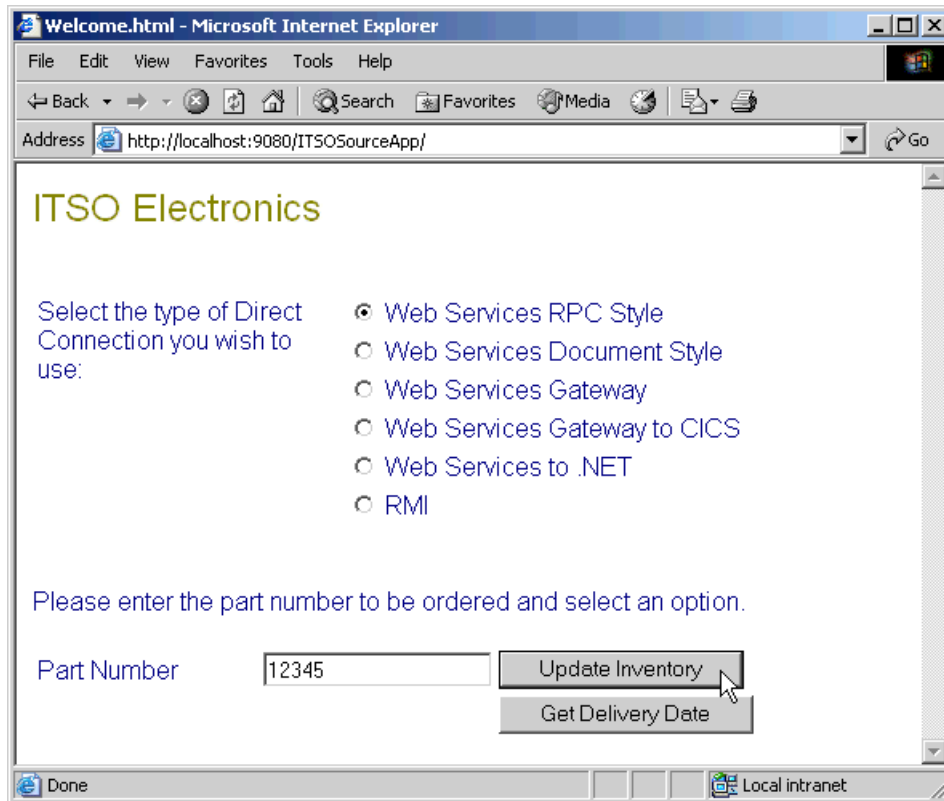 Welcome.html - Microsoft Internet Explorer
File Edit View Favorites Tools Help
Back Search Favorites Media
Address http://localhost:9080/ITSOSourceApp/ Go
ITSO Electronics
Select the type of Direct
Connection you wish to
use:
Web Services RPC Style
Web Services Document Style
Web Services Gateway
Web Services Gateway to CICS
Web Services to .NET
RMI
Please enter the part number to be ordered and select an option.
Part Number 12345 Update Inventory
Get Delivery Date
Done Local intranet